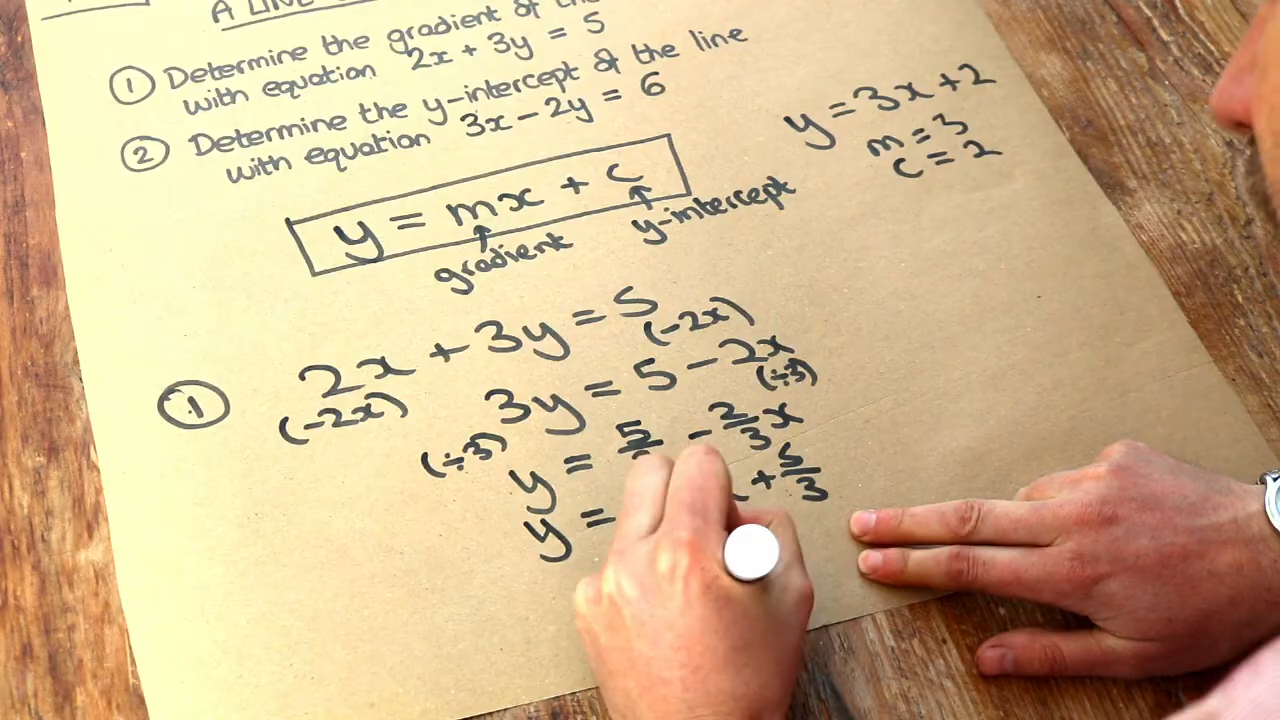 A LINE
① Determine the gradient of the
with equation 2x + 3y = 5
② Determine the y-intercept of the line
with equation 3x - 2y = 6
y = 3x + 2
m = 3
c = 2
y = mx + c
gradient
y-intercept
① 2x + 3y = 5
(-2x) (-2x)
3y = 5 - 2x
(÷3) (÷3)
y = 5 - 2/3 x
y = + 5/3